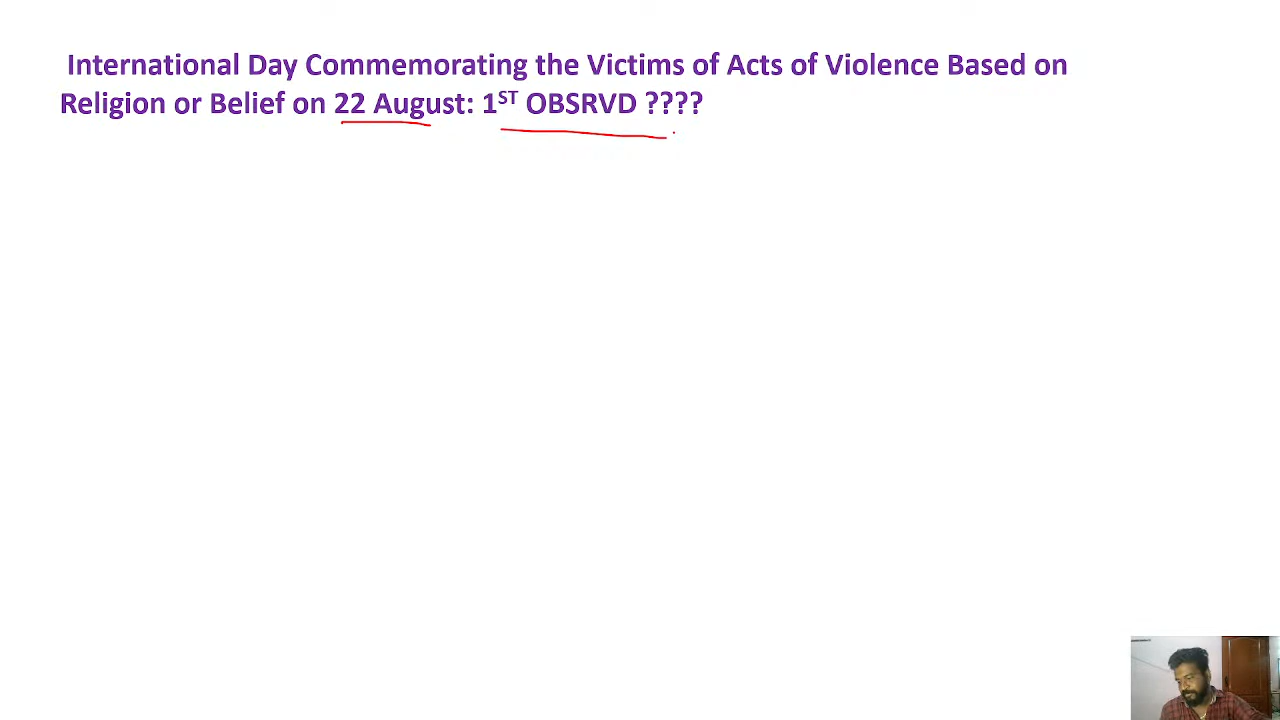 International Day Commemorating the Victims of Acts of Violence Based on
Religion or Belief on 22 August: 1ST OBSRVD ????